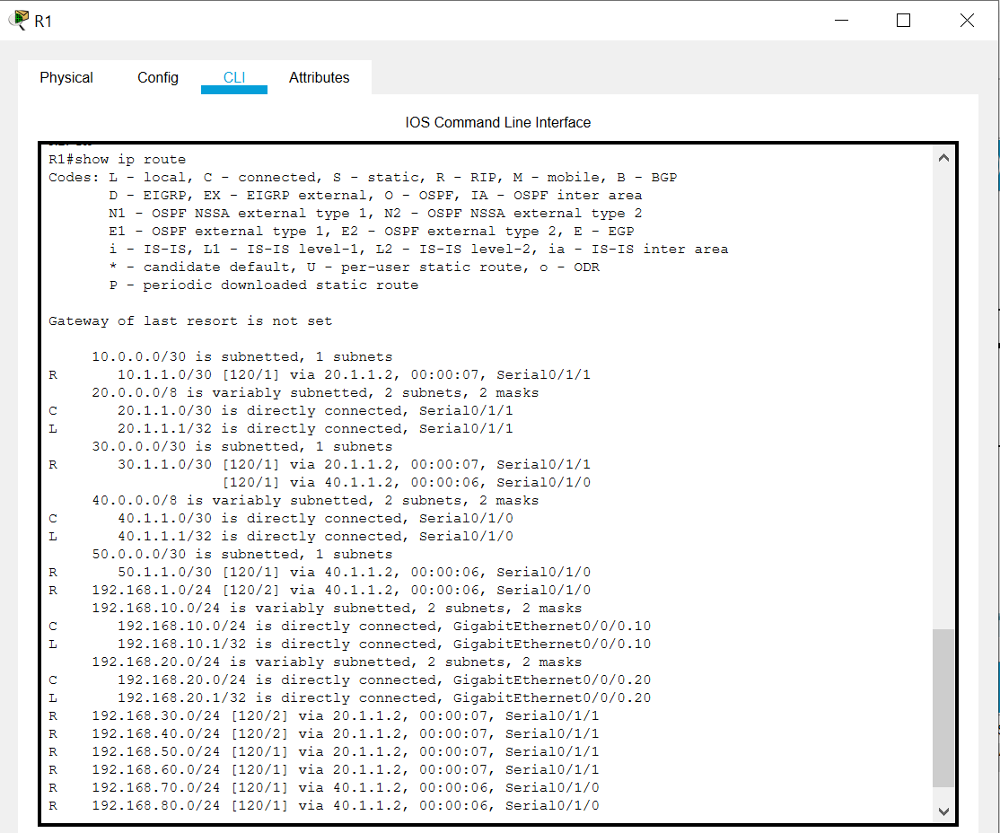 R1
Physical Config CLI Attributes
IOS Command Line Interface
R1#show ip route
Codes: L - local, C - connected, S - static, R - RIP, M - mobile, B - BGP
D - EIGRP, EX - EIGRP external, O - OSPF, IA - OSPF inter area
N1 - OSPF NSSA external type 1, N2 - OSPF NSSA external type 2
E1 - OSPF external type 1, E2 - OSPF external type 2, E - EGP
i - IS-IS, L1 - IS-IS level-1, L2 - IS-IS level-2, ia - IS-IS inter area
* - candidate default, U - per-user static route, o - ODR
P - periodic downloaded static route
Gateway of last resort is not set
10.0.0.0/30 is subnetted, 1 subnets
R 10.1.1.0/30 [120/1] via 20.1.1.2, 00:00:07, Serial0/1/1
20.0.0.0/8 is variably subnetted, 2 subnets, 2 masks
C 20.1.1.0/30 is directly connected, Serial0/1/1
L 20.1.1.1/32 is directly connected, Serial0/1/1
30.0.0.0/30 is subnetted, 1 subnets
R 30.1.1.0/30 [120/1] via 20.1.1.2, 00:00:07, Serial0/1/1
[120/1] via 40.1.1.2, 00:00:06, Serial0/1/0
40.0.0.0/8 is variably subnetted, 2 subnets, 2 masks
C 40.1.1.0/30 is directly connected, Serial0/1/0
L 40.1.1.1/32 is directly connected, Serial0/1/0
50.0.0.0/30 is subnetted, 1 subnets
R 50.1.1.0/30 [120/1] via 40.1.1.2, 00:00:06, Serial0/1/0
R 192.168.1.0/24 [120/2] via 40.1.1.2, 00:00:06, Serial0/1/0
192.168.10.0/24 is variably subnetted, 2 subnets, 2 masks
C 192.168.10.0/24 is directly connected, GigabitEthernet0/0/0.10
L 192.168.10.1/32 is directly connected, GigabitEthernet0/0/0.10
192.168.20.0/24 is variably subnetted, 2 subnets, 2 masks
C 192.168.20.0/24 is directly connected, GigabitEthernet0/0/0.20
L 192.168.20.1/32 is directly connected, GigabitEthernet0/0/0.20
R 192.168.30.0/24 [120/2] via 20.1.1.2, 00:00:07, Serial0/1/1
R 192.168.40.0/24 [120/2] via 20.1.1.2, 00:00:07, Serial0/1/1
R 192.168.50.0/24 [120/1] via 20.1.1.2, 00:00:07, Serial0/1/1
R 192.168.60.0/24 [120/1] via 20.1.1.2, 00:00:07, Serial0/1/1
R 192.168.70.0/24 [120/1] via 40.1.1.2, 00:00:06, Serial0/1/0
R 192.168.80.0/24 [120/1] via 40.1.1.2, 00:00:06, Serial0/1/0